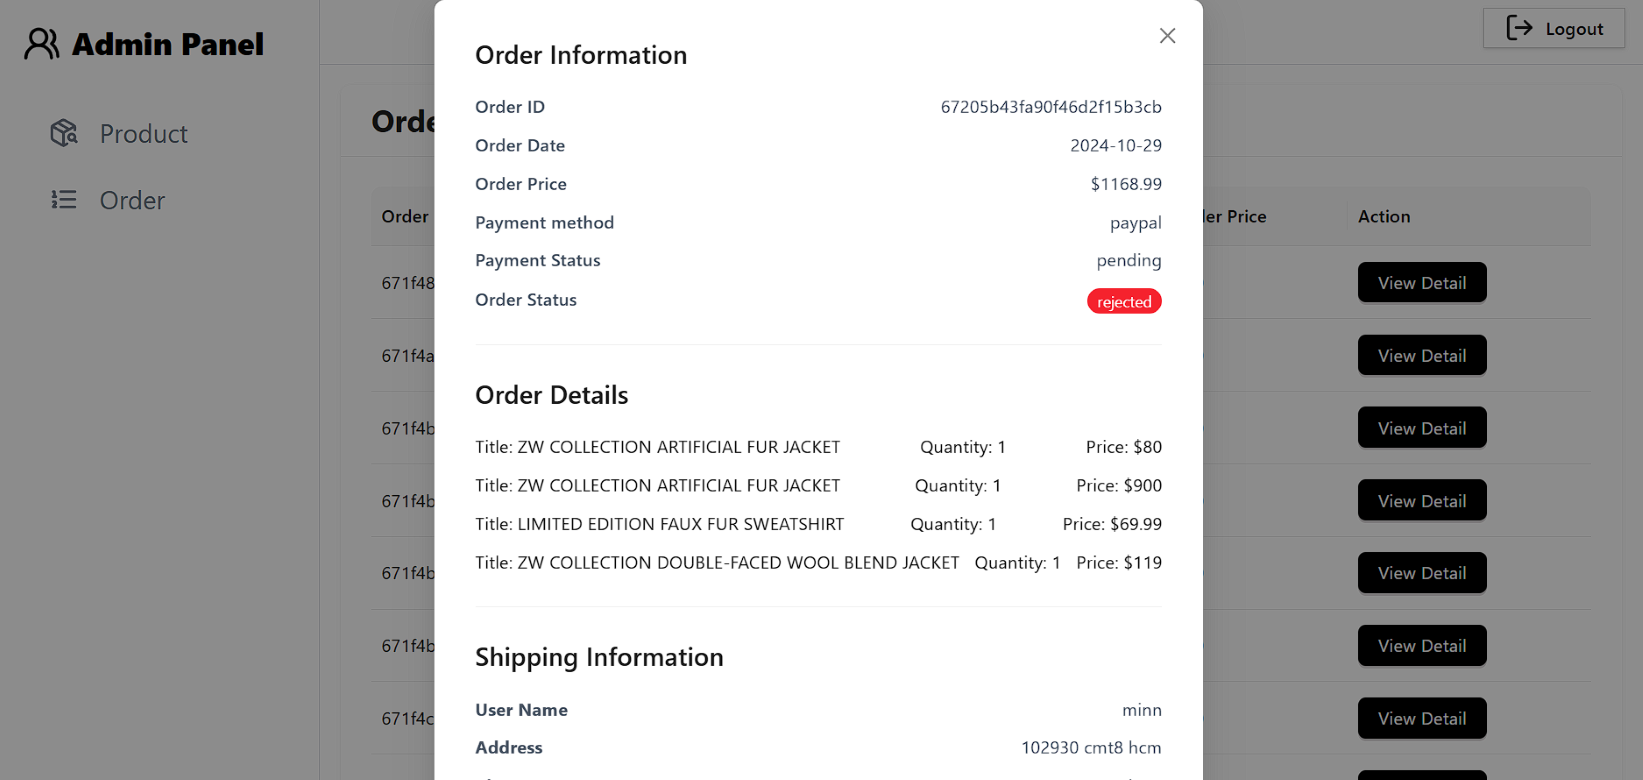 Admin Panel
Product
Order
Logout
Order
Order Price
Action
671f48 View Detail
671f4a View Detail
671f4b View Detail
671f4b View Detail
671f4b View Detail
671f4b View Detail
671f4c View Detail
Order Information
Order ID 67205b43fa90f46d2f15b3cb
Order Date 2024-10-29
Order Price $1168.99
Payment method paypal
Payment Status pending
Order Status rejected
Order Details
Title: ZW COLLECTION ARTIFICIAL FUR JACKET Quantity: 1 Price: $80
Title: ZW COLLECTION ARTIFICIAL FUR JACKET Quantity: 1 Price: $900
Title: LIMITED EDITION FAUX FUR SWEATSHIRT Quantity: 1 Price: $69.99
Title: ZW COLLECTION DOUBLE-FACED WOOL BLEND JACKET Quantity: 1 Price: $119
Shipping Information
User Name minn
Address 102930 cmt8 hcm